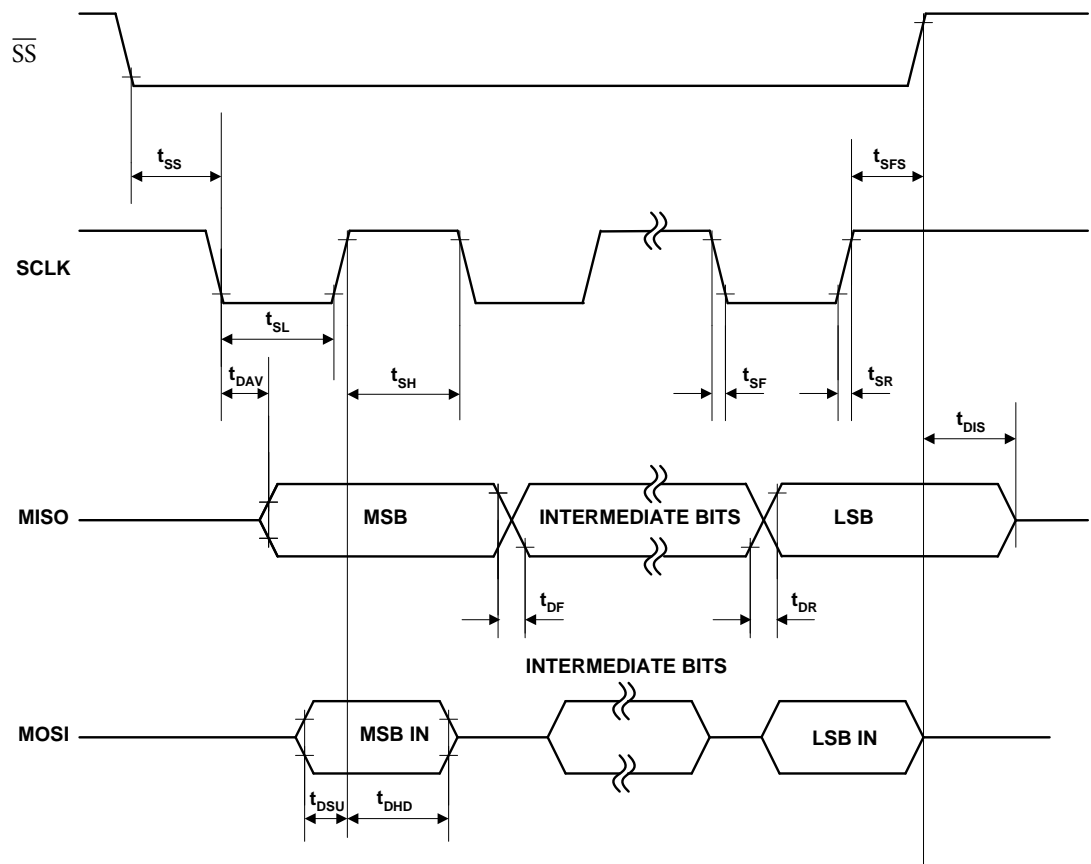 SS
tSS
tSFS
SCLK
tSL
tDAV
tSH
tSF
tSR
tDIS
MISO
MSB
INTERMEDIATE BITS
LSB
tDF
tDR
INTERMEDIATE BITS
MOSI
MSB IN
LSB IN
tDSU
tDHD